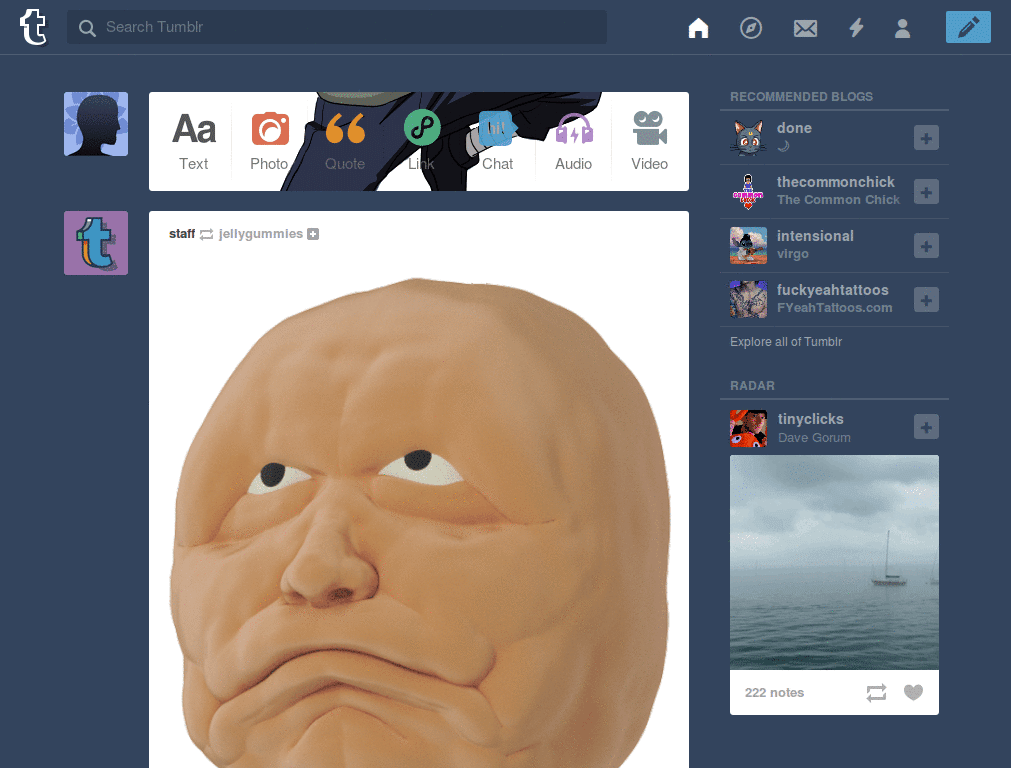 Search Tumblr
Aa
hi!
Text
Photo
Quote
Link
Chat
Audio
Video
staff jellygummies
RECOMMENDED BLOGS
done
thecommonchick
The Common Chick
intensional
virgo
fuckyeahtattoos
FYeahTattoos.com
Explore all of Tumblr
RADAR
tinyclicks
Dave Gorum
222 notes